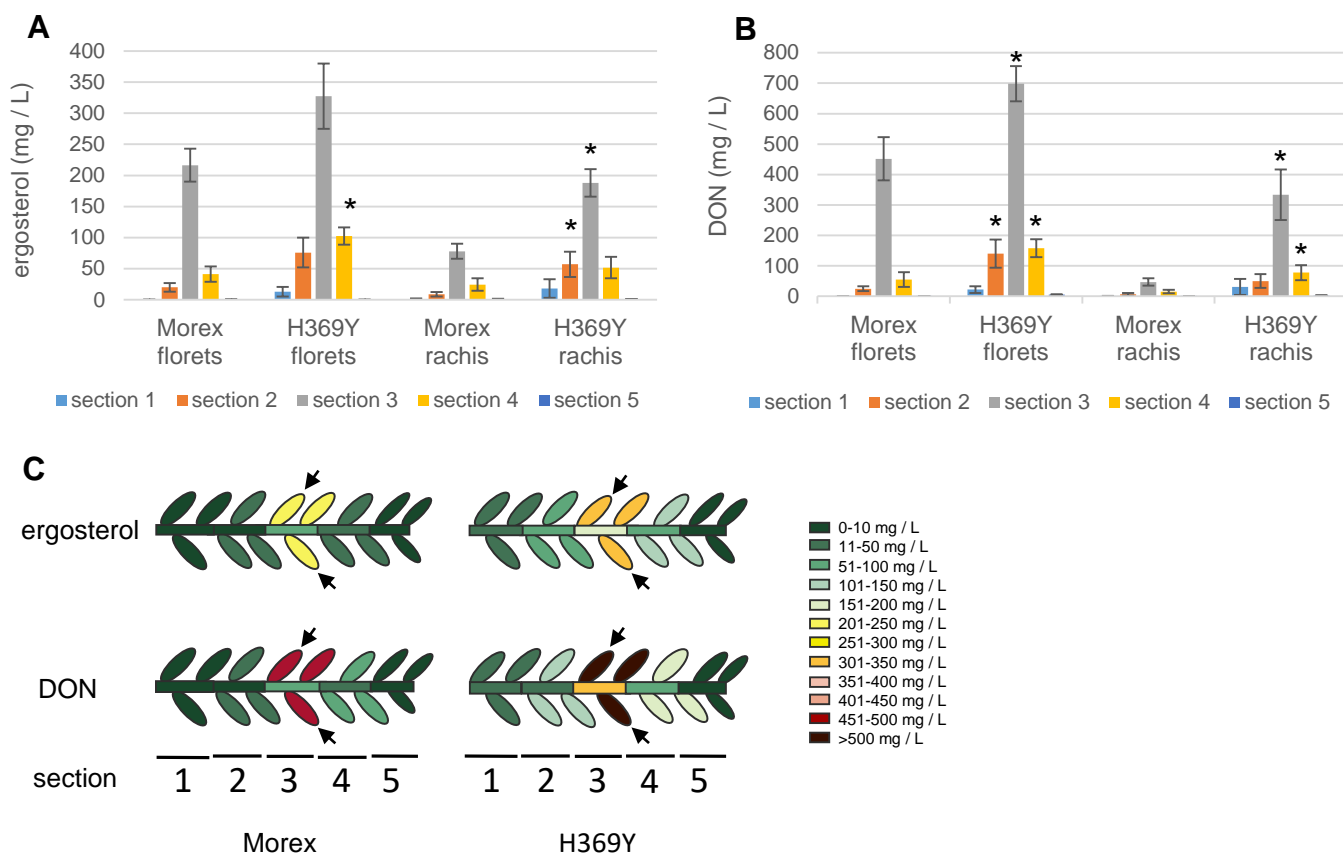 A
ergosterol (mg / L)
400
350
300
250
200
150
100
50
0
*
*
*
Morex florets
H369Y florets
Morex rachis
H369Y rachis
section 1 section 2 section 3 section 4 section 5
B
DON (mg / L)
800
700
600
500
400
300
200
100
0
*
*
*
*
*
Morex florets
H369Y florets
Morex rachis
H369Y rachis
section 1 section 2 section 3 section 4 section 5
C
ergosterol
DON
section
1 2 3 4 5
1 2 3 4 5
Morex
H369Y
0-10 mg / L
11-50 mg / L
51-100 mg / L
101-150 mg / L
151-200 mg / L
201-250 mg / L
251-300 mg / L
301-350 mg / L
351-400 mg / L
401-450 mg / L
451-500 mg / L
>500 mg / L